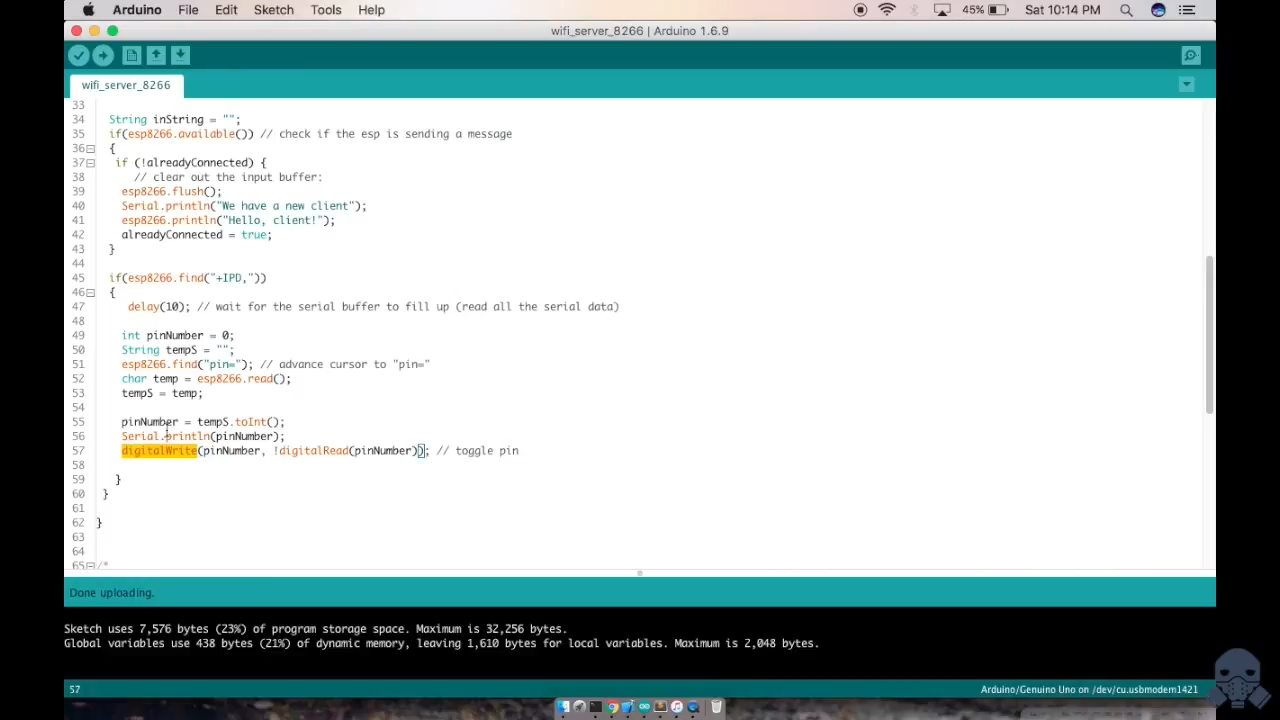 Arduino File Edit Sketch Tools Help 45% Sat 10:14 PM
wifi_server_8266 | Arduino 1.6.9
wifi_server_8266
33
34 String inString = "";
35 if(esp8266.available()) // check if the esp is sending a message
36 {
37 if (!alreadyConnected) {
38 // clear out the input buffer:
39 esp8266.flush();
40 Serial.println("We have a new client");
41 esp8266.println("Hello, client!");
42 alreadyConnected = true;
43 }
44
45 if(esp8266.find("+IPD,"))
46 {
47 delay(10); // wait for the serial buffer to fill up (read all the serial data)
48
49 int pinNumber = 0;
50 String tempS = "";
51 esp8266.find("pin="); // advance cursor to "pin="
52 char temp = esp8266.read();
53 tempS = temp;
54
55 pinNumber = tempS.toInt();
56 Serial.println(pinNumber);
57 digitalWrite(pinNumber, !digitalRead(pinNumber)); // toggle pin
58
59 }
60 }
61
62 }
63
64
65 /*
Done uploading.
Sketch uses 7,576 bytes (23%) of program storage space. Maximum is 32,256 bytes.
Global variables use 438 bytes (21%) of dynamic memory, leaving 1,610 bytes for local variables. Maximum is 2,048 bytes.
57 Arduino/Genuino Uno on /dev/cu.usbmodem1421